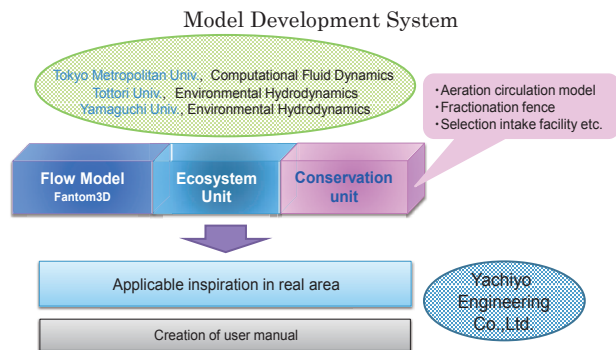 Model Development System
Tokyo Metropolitan Univ., Computational Fluid Dynamics
Tottori Univ., Environmental Hydrodynamics
Yamaguchi Univ., Environmental Hydrodynamics
・Aeration circulation model
・Fractionation fence
・Selection intake facility etc.
Flow Model
Fantom3D
Ecosystem
Unit
Conservation
unit
Applicable inspiration in real area
Yachiyo
Engineering
Co.,Ltd.
Creation of user manual